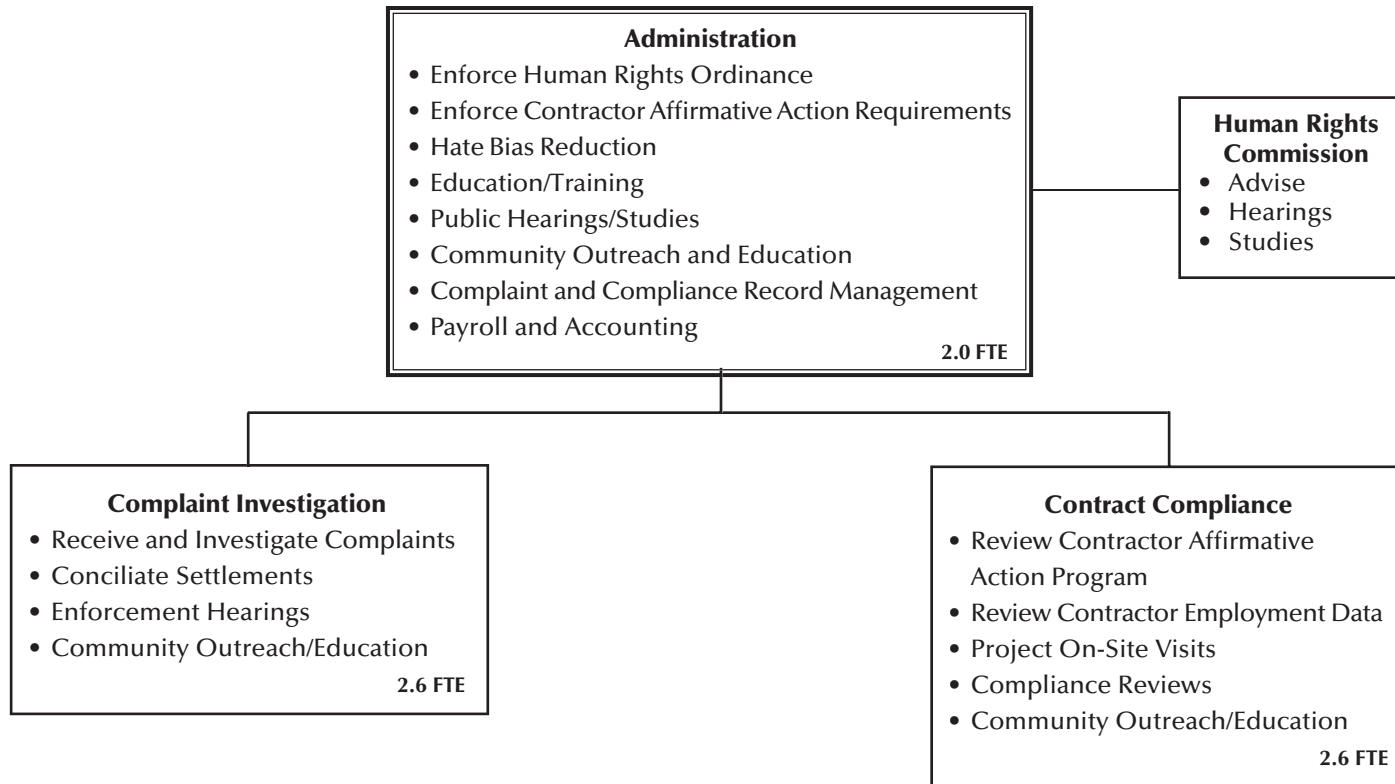 Administration
• Enforce Human Rights Ordinance
• Enforce Contractor Affirmative Action Requirements
• Hate Bias Reduction
• Education/Training
• Public Hearings/Studies
• Community Outreach and Education
• Complaint and Compliance Record Management
• Payroll and Accounting
2.0 FTE
Human Rights
Commission
• Advise
• Hearings
• Studies
Complaint Investigation
• Receive and Investigate Complaints
• Conciliate Settlements
• Enforcement Hearings
• Community Outreach/Education
2.6 FTE
Contract Compliance
• Review Contractor Affirmative
Action Program
• Review Contractor Employment Data
• Project On-Site Visits
• Compliance Reviews
• Community Outreach/Education
2.6 FTE